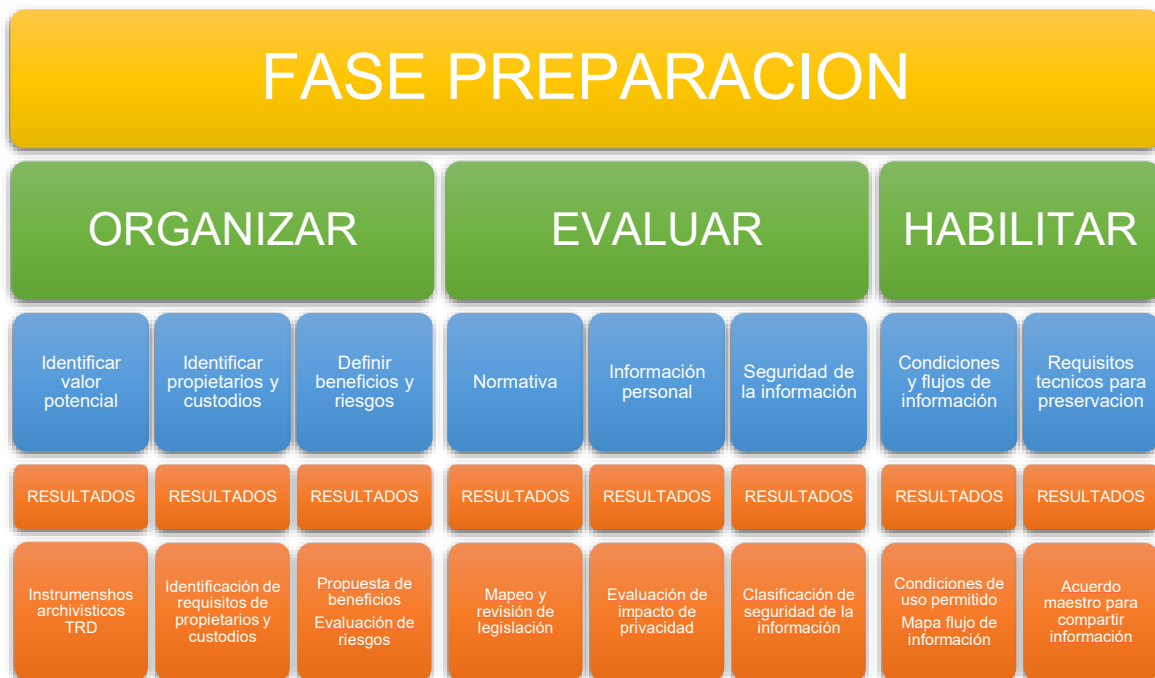 FASE PREPARACION
ORGANIZAR
EVALUAR
HABILITAR
Identificar
valor
potencial
Identificar
propietarios y
custodios
Definir
beneficios y
riesgos
Normativa
Información
personal
Seguridad de
la información
Condiciones
y flujos de
información
Requisitos
tecnicos para
preservacion
RESULTADOS
RESULTADOS
RESULTADOS
RESULTADOS
RESULTADOS
RESULTADOS
RESULTADOS
RESULTADOS
Instrumenshos
archivisticos
TRD
Identificación de
requisitos de
propietarios y
custodios
Propuesta de
beneficios
Evaluación de
riesgos
Mapeo y
revisión de
legislación
Evaluación de
impacto de
privacidad
Clasificación de
seguridad de la
información
Condiciones de
uso permitido
Mapa flujo de
información
Acuerdo
maestro para
compartir
información